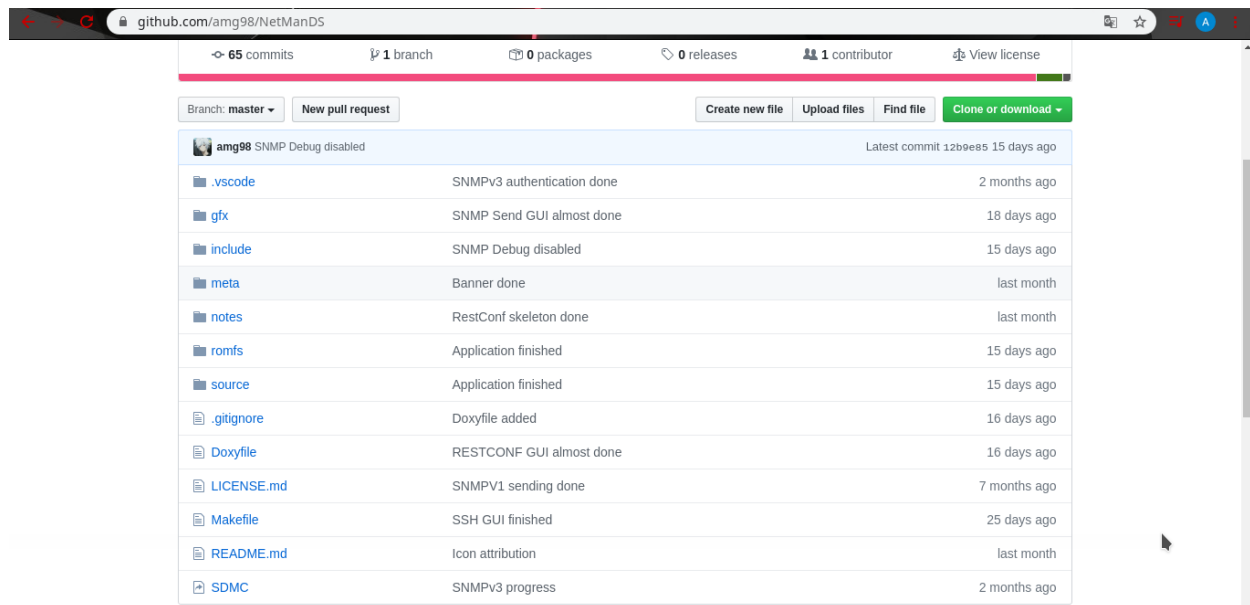 github.com/amg98/NetManDS
A
65 commits 1 branch 0 packages 0 releases 1 contributor View license
Branch: master New pull request Create new file Upload files Find file Clone or download
amg98 SNMP Debug disabled Latest commit 12b9e85 15 days ago
.vscode SNMPv3 authentication done 2 months ago
gfx SNMP Send GUI almost done 18 days ago
include SNMP Debug disabled 15 days ago
meta Banner done last month
notes RestConf skeleton done last month
romfs Application finished 15 days ago
source Application finished 15 days ago
.gitignore Doxyfile added 16 days ago
Doxyfile RESTCONF GUI almost done 16 days ago
LICENSE.md SNMPV1 sending done 7 months ago
Makefile SSH GUI finished 25 days ago
README.md Icon attribution last month
SDMC SNMPv3 progress 2 months ago